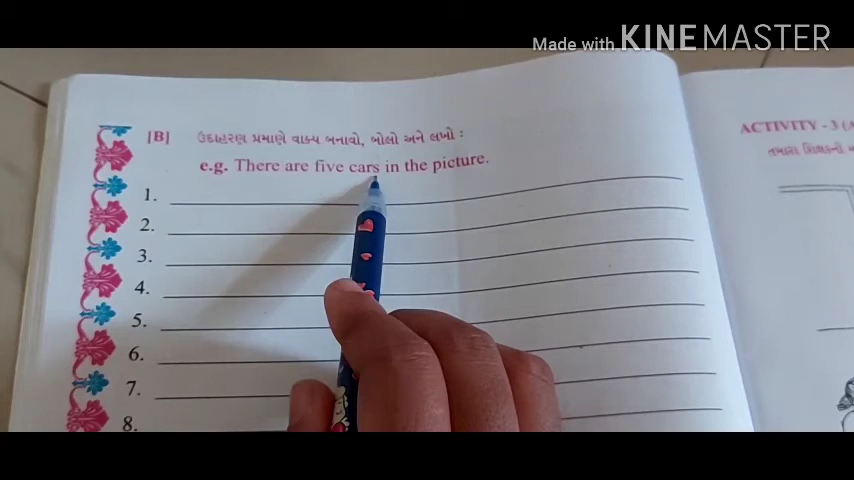 Made with KINEMASTER
[B] ઉદાહરણ પ્રમાણે વાક્ય બનાવો, બોલો અને લખો :
e.g. There are five cars in the picture.
1.
2.
3.
4.
5.
6.
7.
8.
ACTIVITY - 3
તમારા